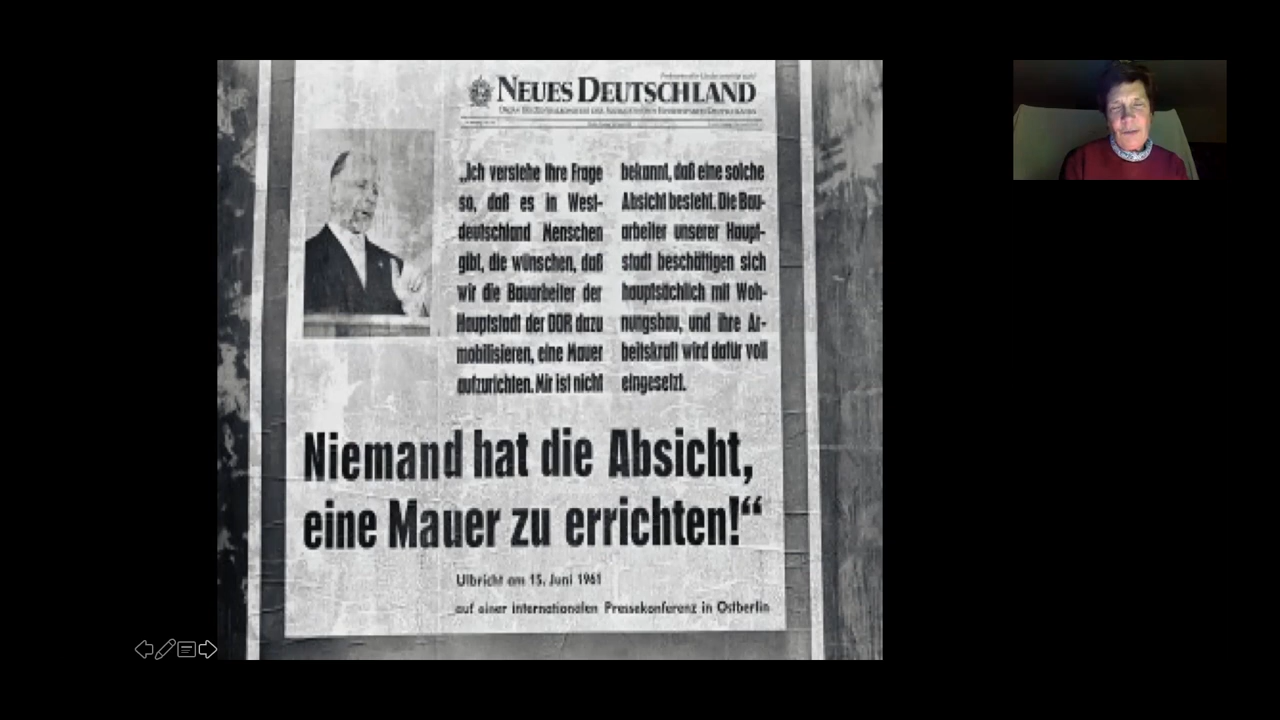 NEUES DEUTSCHLAND
„Ich verstehe Ihre Frage
so, daß es in West-
deutschland Menschen
gibt, die wünschen, daß
wir die Bauarbeiter der
Hauptstadt der DDR dazu
mobilisieren, eine Mauer
aufzurichten. Mir ist nicht
bekannt, daß eine solche
Absicht besteht. Die Bau-
arbeiter unserer Haupt-
stadt beschäftigen sich
hauptsächlich mit Woh-
nungsbau, und ihre Ar-
beitskraft wird dafür voll
eingesetzt.
Niemand hat die Absicht,
eine Mauer zu errichten!“
Ulbricht am 15. Juni 1961
auf einer internationalen Pressekonferenz in Ostberlin